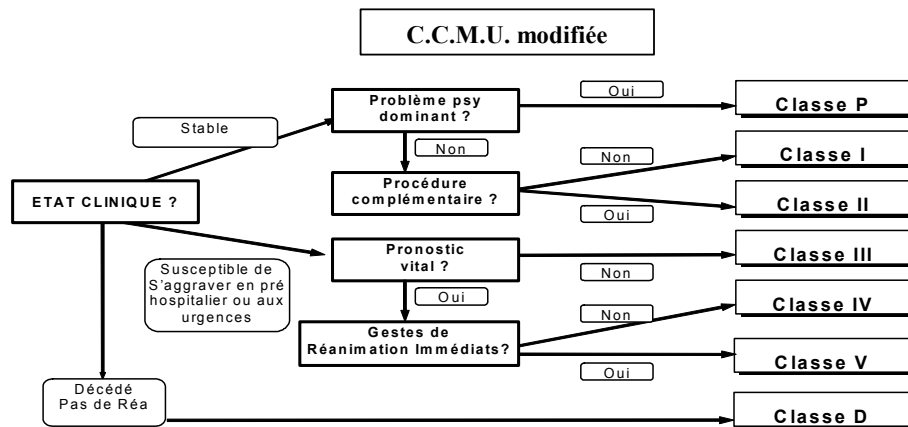 C.C.M.U. modifiée
Problème psy
dominant ?
Oui
Classe P
Stable
Non
Non
Classe I
ETAT CLINIQUE ?
Procédure
complémentaire ?
Oui
Classe II
Susceptible de
S'aggraver en pré
hospitalier ou aux
urgences
Pronostic
vital ?
Non
Classe III
Oui
Non
Classe IV
Gestes de
Réanimation Immédiats?
Oui
Classe V
Décédé
Pas de Réa
Classe D